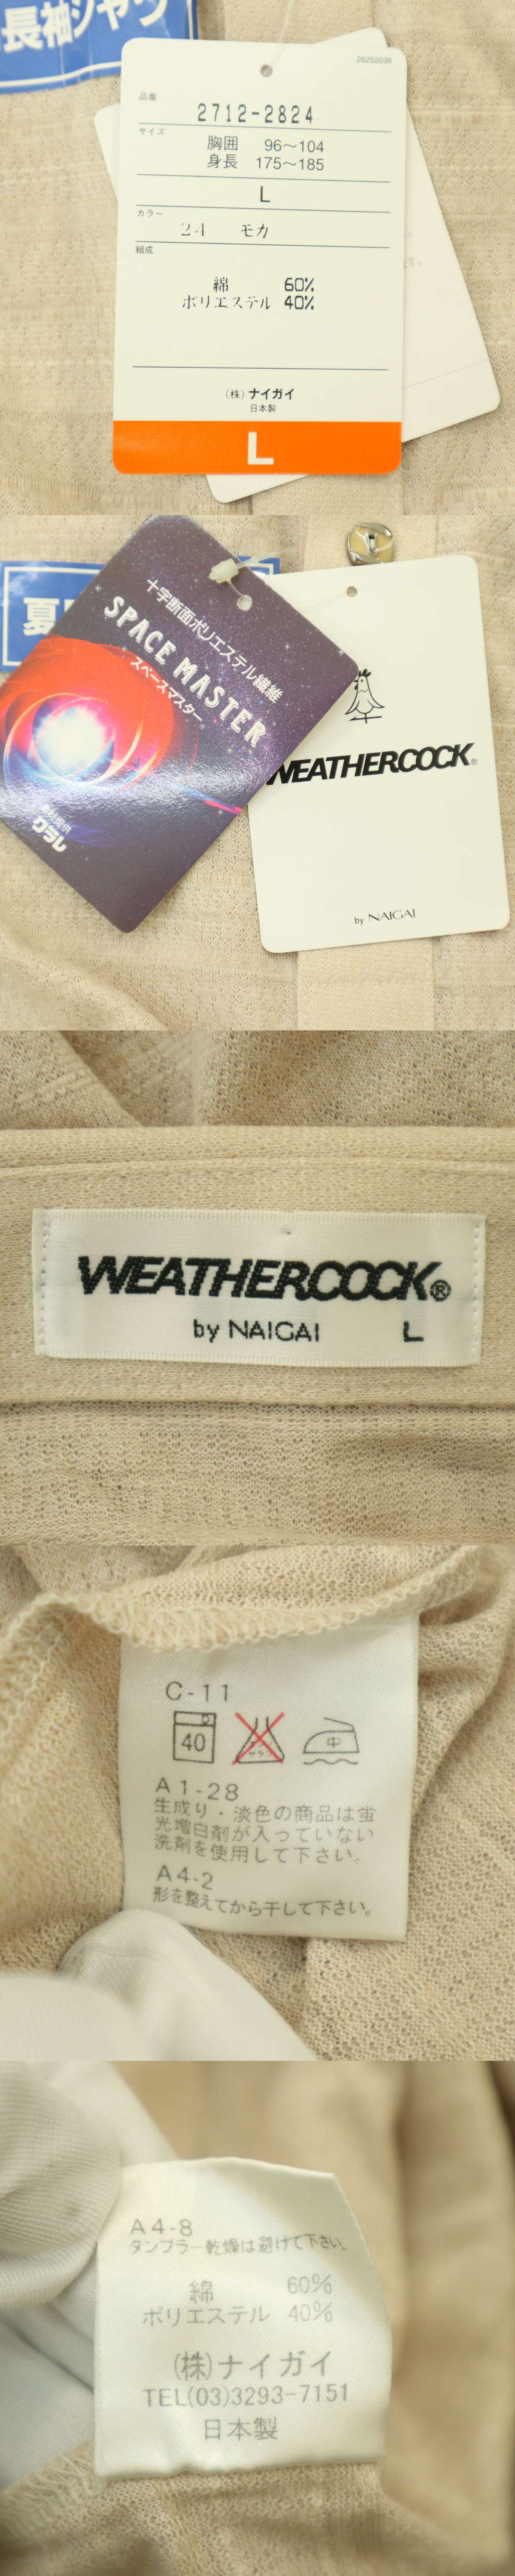 長袖シャツ
26252036
品番
2712-2824
サイズ
胸囲 96〜104
身長 175〜185
L
カラー
24 モカ
組成
綿 60%
ポリエステル 40%
(株) ナイガイ
日本製
L
夏
十字断面ポリエステル繊維
SPACE MASTER
スペースマスター
クラレ
WEATHERCOCK®
by NAIGAI
WEATHERCOCK®
by NAIGAI L
C-11
40
中
A1-28
生成り・淡色の商品は蛍
光増白剤が入っていない
洗剤を使用して下さい。
A4-2
形を整えてから干して下さい。
A4-8
タンブラー乾燥は避けて下さい。
綿 60%
ポリエステル 40%
(株)ナイガイ
TEL(03)3293-7151
日本製